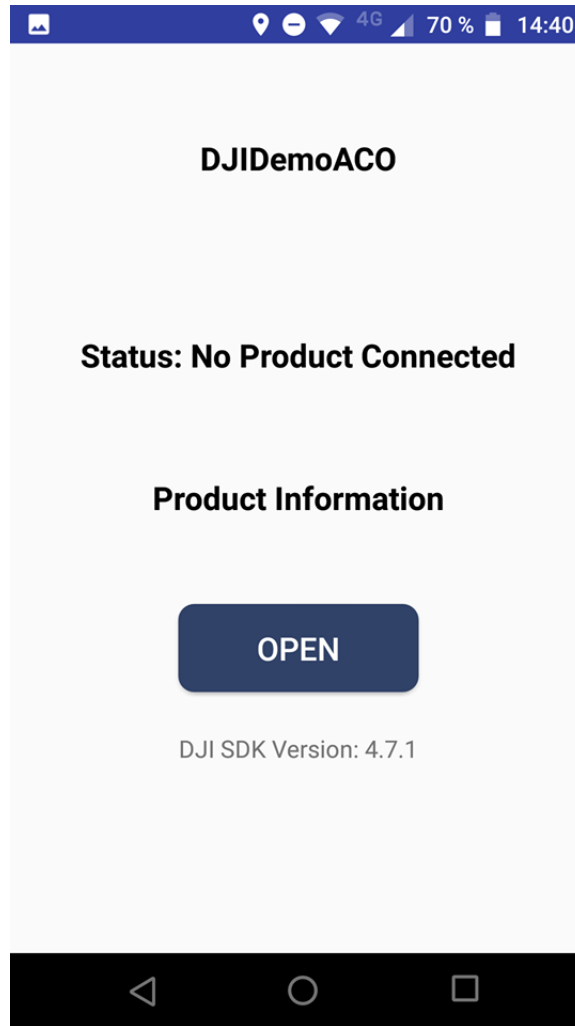 4G 70 % 14:40
DJIDemoACO
Status: No Product Connected
Product Information
OPEN
DJI SDK Version: 4.7.1